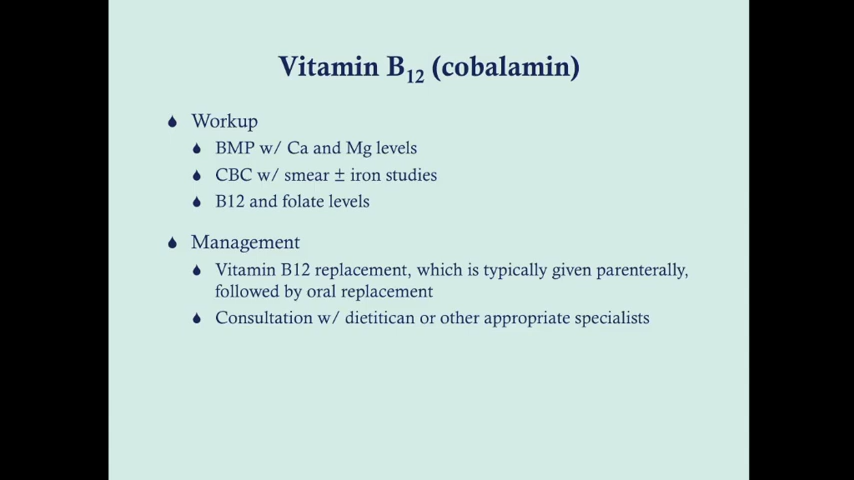 Vitamin B12 (cobalamin)
Workup
BMP w/ Ca and Mg levels
CBC w/ smear ± iron studies
B12 and folate levels
Management
Vitamin B12 replacement, which is typically given parenterally,
followed by oral replacement
Consultation w/ dietitican or other appropriate specialists